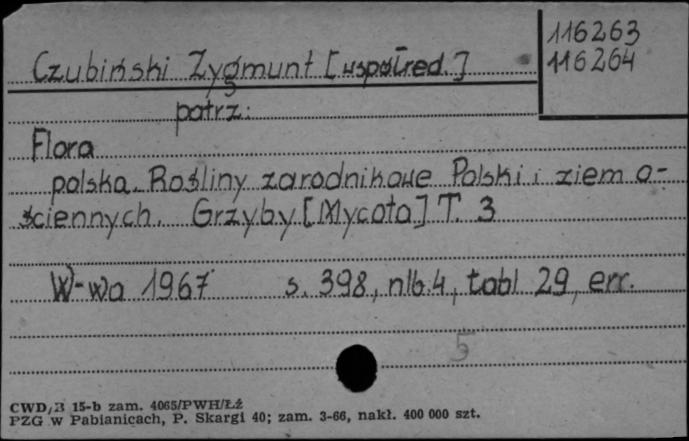 116263
Czubiński Zygmunt [współred.] 116264
patrz:
Flora
polska. Rośliny zarodnikowe Polski i ziem o-
ściennych. Grzyby [Mycota] T. 3
W-wa 1967 s. 398, nlb. 4, tabl 29, err.
5
CWD/B 15-b zam. 4065/PWH/Łź
PZG w Pabianicach, P. Skargi 40; zam. 3-66, nakł. 400 000 szt.